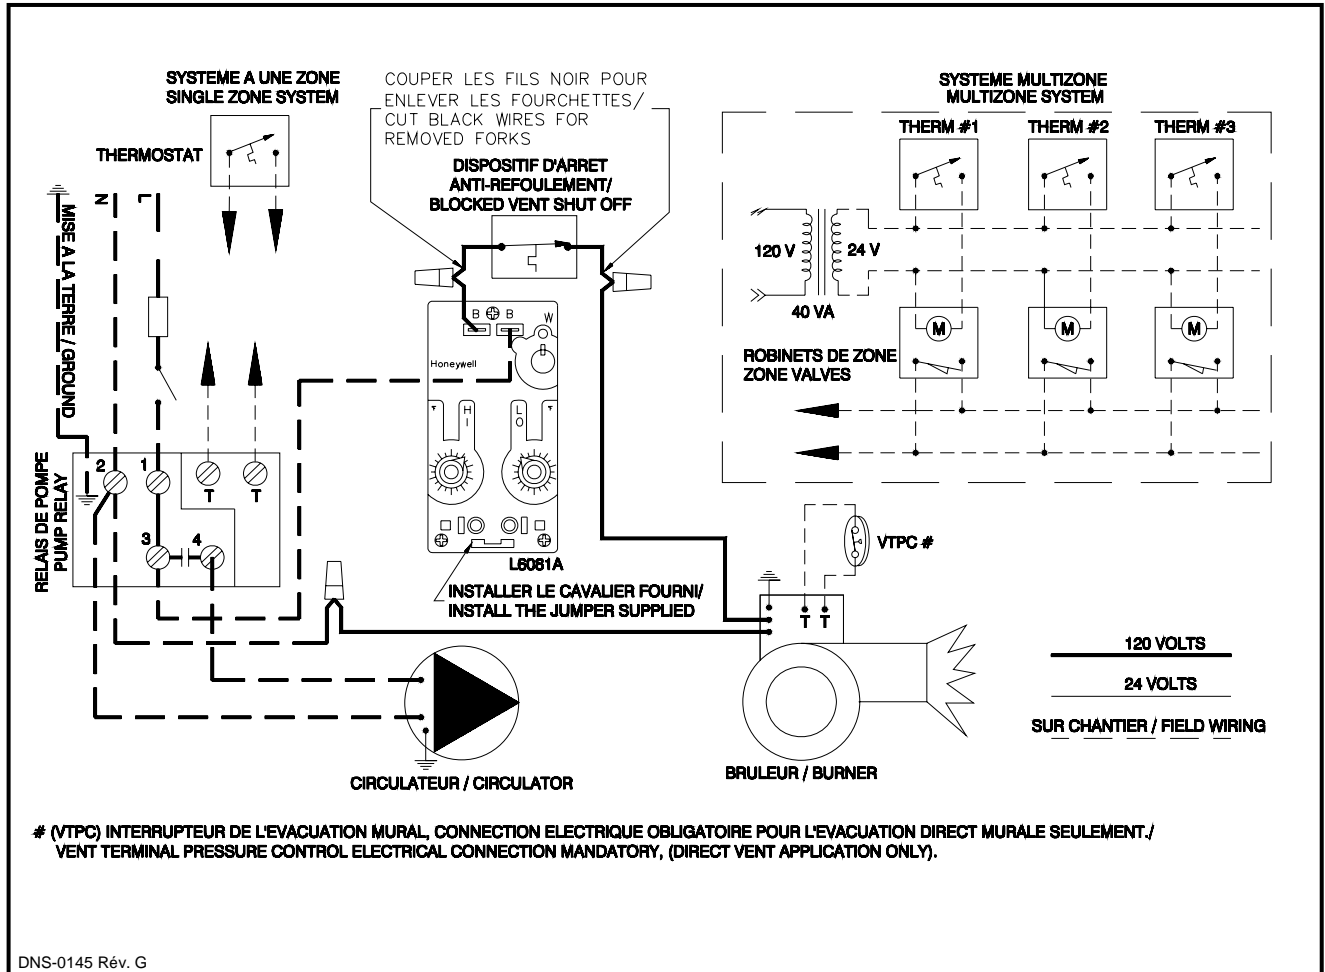 SYSTEME A UNE ZONE
SINGLE ZONE SYSTEM
THERMOSTAT
COUPER LES FILS NOIR POUR
ENLEVER LES FOURCHETTES/
CUT BLACK WIRES FOR
REMOVED FORKS
DISPOSITIF D'ARRET
ANTI-REFOULEMENT/
BLOCKED VENT SHUT OFF
SYSTEME MULTIZONE
MULTIZONE SYSTEM
THERM #1
THERM #2
THERM #3
120 V
24 V
40 VA
M
M
M
ROBINETS DE ZONE
ZONE VALVES
N
L
MISE A LA TERRE / GROUND
RELAIS DE POMPE
PUMP RELAY
2
1
T
T
3
4
B
B
W
Honeywell
HI
LO
L6081A
INSTALLER LE CAVALIER FOURNI/
INSTALL THE JUMPER SUPPLIED
VTPC #
T
T
120 VOLTS
24 VOLTS
SUR CHANTIER / FIELD WIRING
CIRCULATEUR / CIRCULATOR
BRULEUR / BURNER
# (VTPC) INTERRUPTEUR DE L'EVACUATION MURAL, CONNECTION ELECTRIQUE OBLIGATOIRE POUR L'EVACUATION DIRECT MURALE SEULEMENT./
VENT TERMINAL PRESSURE CONTROL ELECTRICAL CONNECTION MANDATORY, (DIRECT VENT APPLICATION ONLY).
DNS-0145 Rév. G